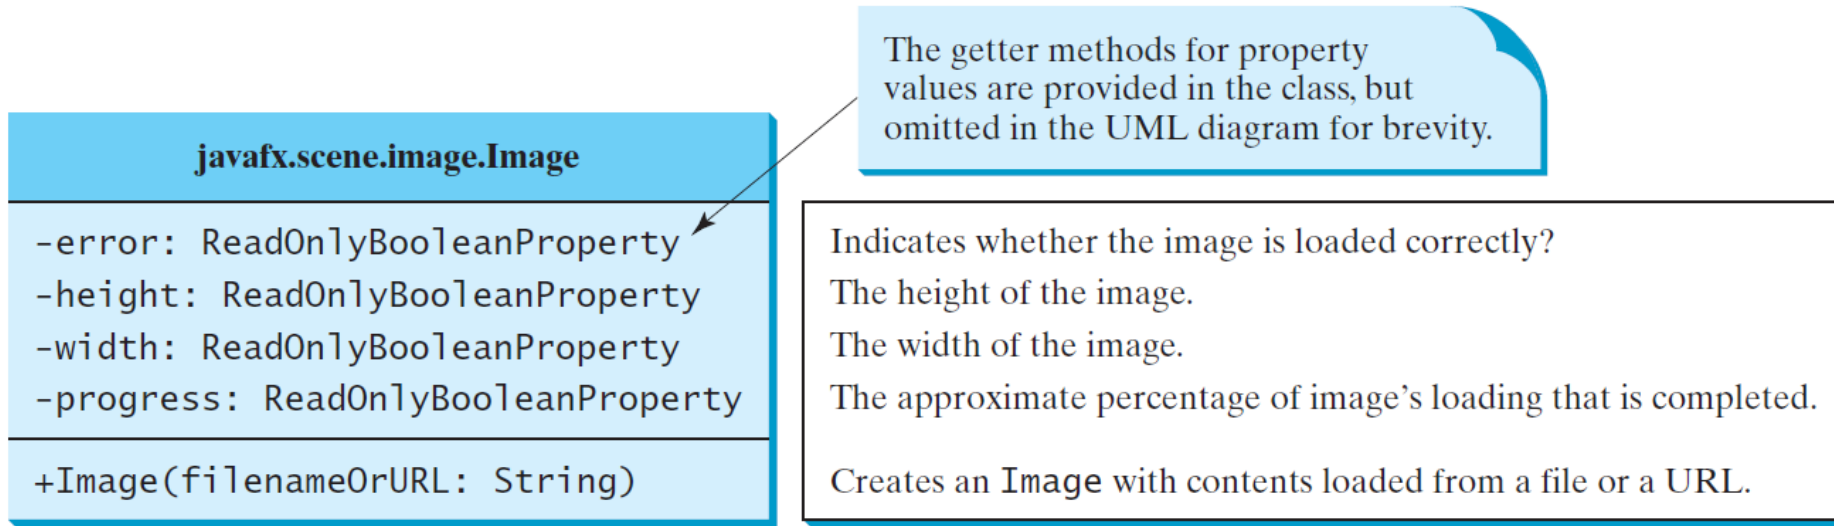 The getter methods for property
values are provided in the class, but
omitted in the UML diagram for brevity.
javafx.scene.image.Image
-error: ReadOnlyBooleanProperty
Indicates whether the image is loaded correctly?
-height: ReadOnlyBooleanProperty
The height of the image.
-width: ReadOnlyBooleanProperty
The width of the image.
-progress: ReadOnlyBooleanProperty
The approximate percentage of image’s loading that is completed.
+Image(filenameOrURL: String)
Creates an Image with contents loaded from a file or a URL.